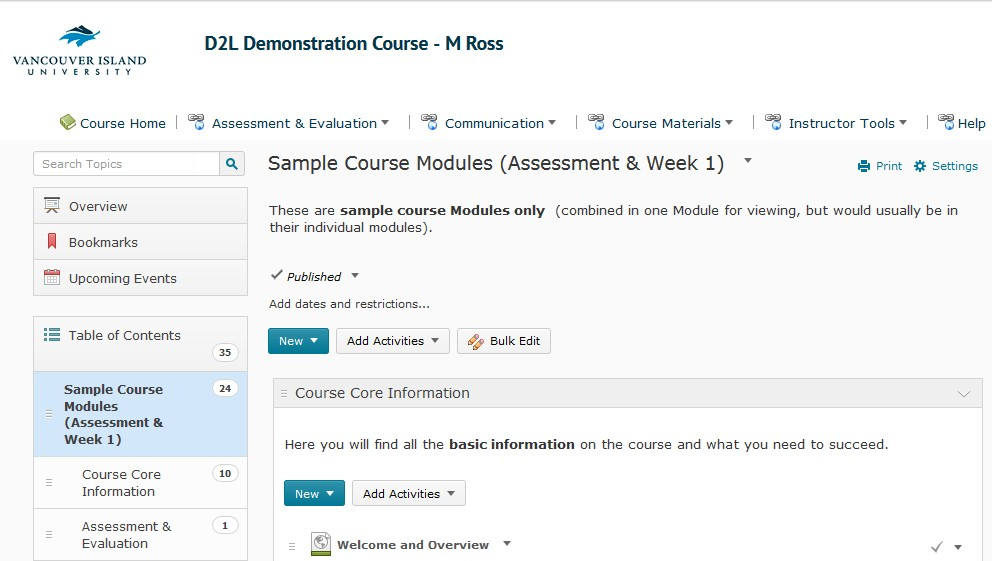 VANCOUVER ISLAND
UNIVERSITY
D2L Demonstration Course - M Ross
Course Home
Assessment & Evaluation
Communication
Course Materials
Instructor Tools
Help
Search Topics
Overview
Bookmarks
Upcoming Events
Table of Contents
35
Sample Course
Modules
(Assessment &
Week 1)
24
Course Core
Information
10
Assessment &
Evaluation
1
Sample Course Modules (Assessment & Week 1)
Print
Settings
These are sample course Modules only (combined in one Module for viewing, but would usually be in
their individual modules).
Published
Add dates and restrictions...
New
Add Activities
Bulk Edit
Course Core Information
Here you will find all the basic information on the course and what you need to succeed.
New
Add Activities
Welcome and Overview